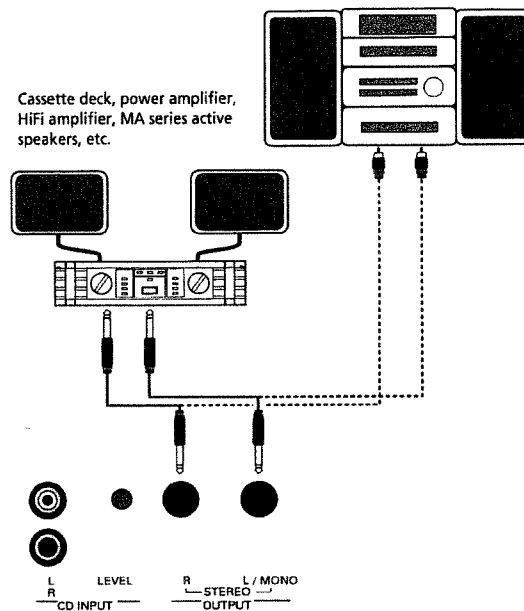 Cassette deck, power amplifier,
HiFi amplifier, MA series active
speakers, etc.
L LEVEL R L / MONO
R STEREO
CD INPUT OUTPUT